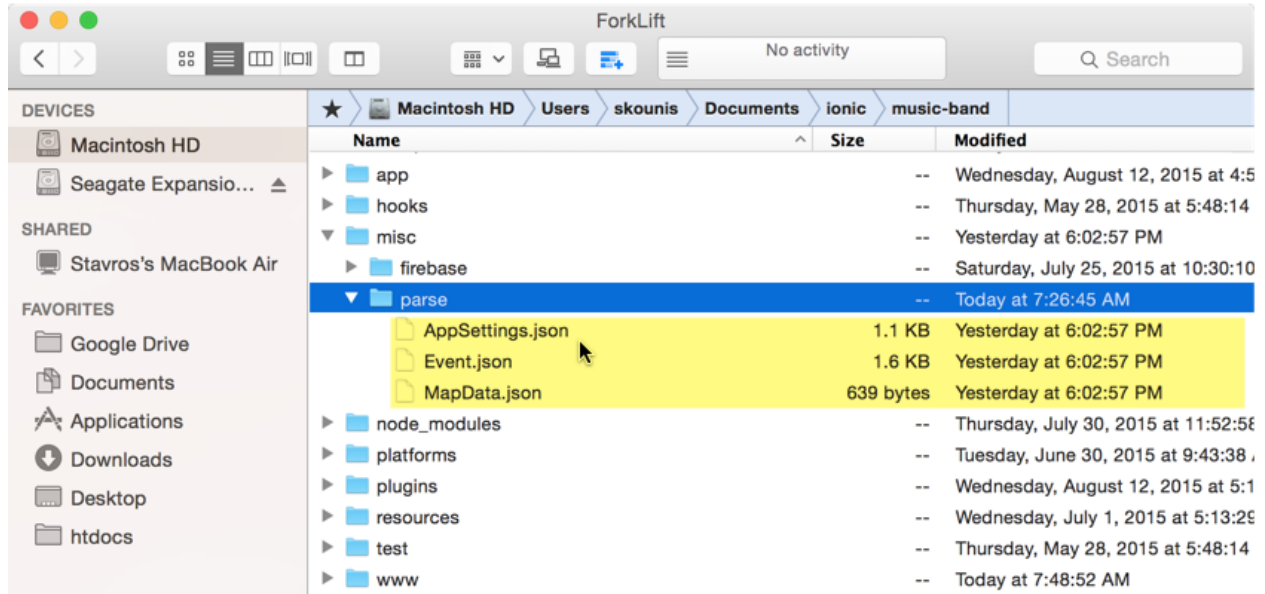 ForkLift
No activity
Search
DEVICES
Macintosh HD
Seagate Expansio...
SHARED
Stavros's MacBook Air
FAVORITES
Google Drive
Documents
Applications
Downloads
Desktop
htdocs
Macintosh HD Users skounis Documents ionic music-band
Name Size Modified
app -- Wednesday, August 12, 2015 at 4:5
hooks -- Thursday, May 28, 2015 at 5:48:14
misc -- Yesterday at 6:02:57 PM
firebase -- Saturday, July 25, 2015 at 10:30:10
parse -- Today at 7:26:45 AM
AppSettings.json 1.1 KB Yesterday at 6:02:57 PM
Event.json 1.6 KB Yesterday at 6:02:57 PM
MapData.json 639 bytes Yesterday at 6:02:57 PM
node_modules -- Thursday, July 30, 2015 at 11:52:58
platforms -- Tuesday, June 30, 2015 at 9:43:38
plugins -- Wednesday, August 12, 2015 at 5:1
resources -- Wednesday, July 1, 2015 at 5:13:29
test -- Thursday, May 28, 2015 at 5:48:14
www -- Today at 7:48:52 AM